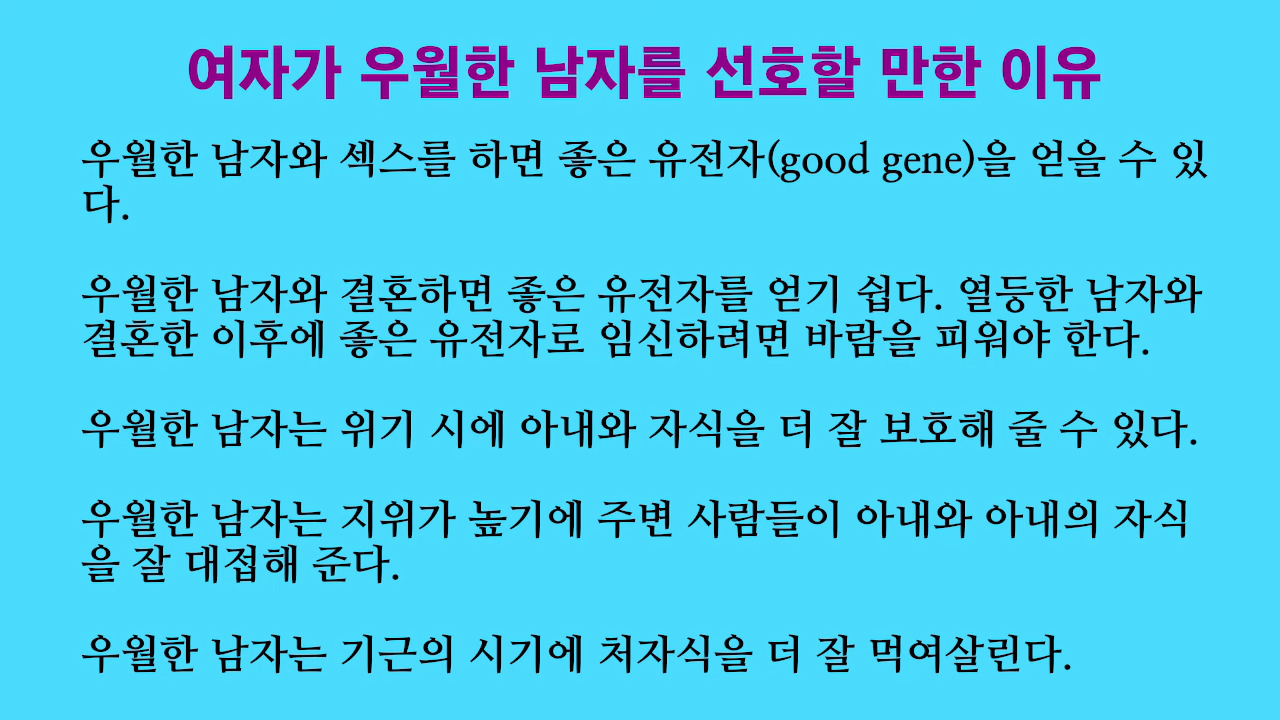 여자가 우월한 남자를 선호할 만한 이유
우월한 남자와 섹스를 하면 좋은 유전자(good gene)을 얻을 수 있
다.
우월한 남자와 결혼하면 좋은 유전자를 얻기 쉽다. 열등한 남자와
결혼한 이후에 좋은 유전자로 임신하려면 바람을 피워야 한다.
우월한 남자는 위기 시에 아내와 자식을 더 잘 보호해 줄 수 있다.
우월한 남자는 지위가 높기에 주변 사람들이 아내와 아내의 자식
을 잘 대접해 준다.
우월한 남자는 기근의 시기에 처자식을 더 잘 먹여살린다.